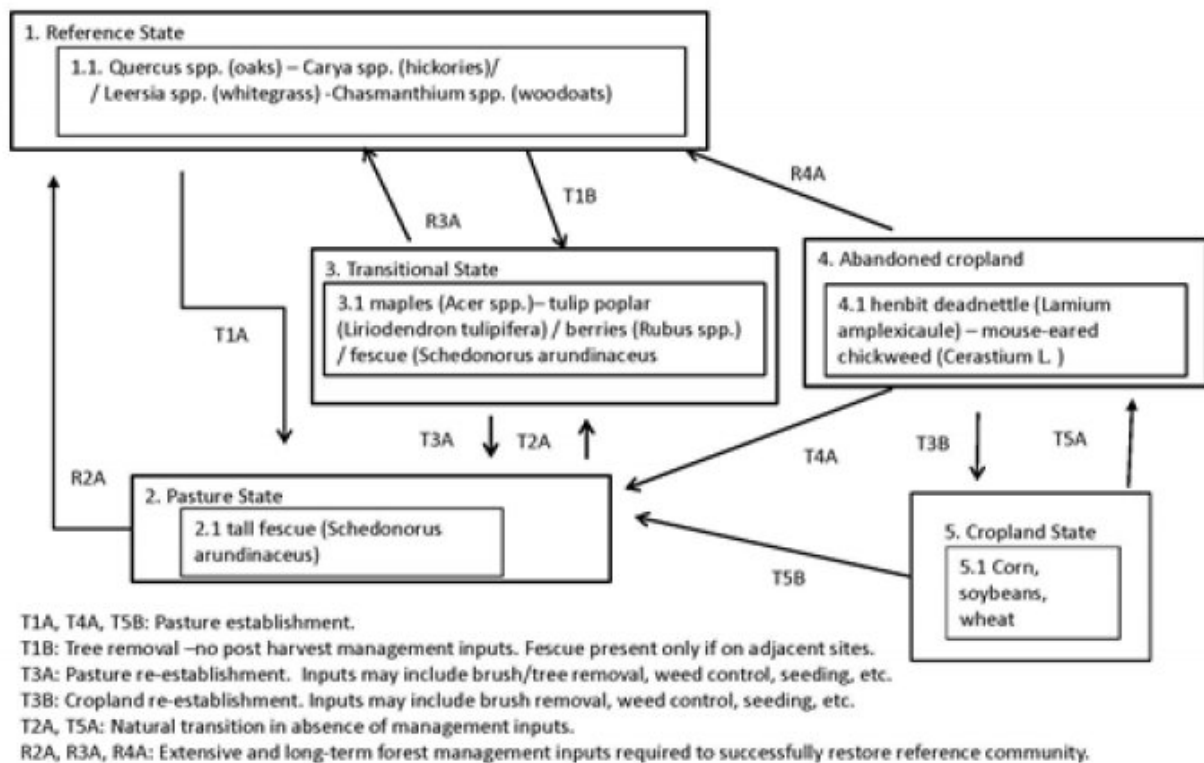 1. Reference State
1.1. Quercus spp. (oaks) – Carya spp. (hickories)/
/ Leersia spp. (whitegrass) -Chasmanthium spp. (woodoats)
R4A
T1B
R3A
3. Transitional State
3.1 maples (Acer spp.)– tulip poplar
(Liriodendron tulipifera) / berries (Rubus spp.)
/ fescue (Schedonorus arundinaceus
4. Abandoned cropland
4.1 henbit deadnettle (Lamium
amplexicaule) – mouse-eared
chickweed (Cerastium L. )
T1A
T3A
T2A
T4A
T3B
T5A
R2A
2. Pasture State
2.1 tall fescue (Schedonorus
arundinaceus)
T5B
5. Cropland State
5.1 Corn,
soybeans,
wheat
T1A, T4A, T5B: Pasture establishment.
T1B: Tree removal –no post harvest management inputs. Fescue present only if on adjacent sites.
T3A: Pasture re-establishment. Inputs may include brush/tree removal, weed control, seeding, etc.
T3B: Cropland re-establishment. Inputs may include brush removal, weed control, seeding, etc.
T2A, T5A: Natural transition in absence of management inputs.
R2A, R3A, R4A: Extensive and long-term forest management inputs required to successfully restore reference community.